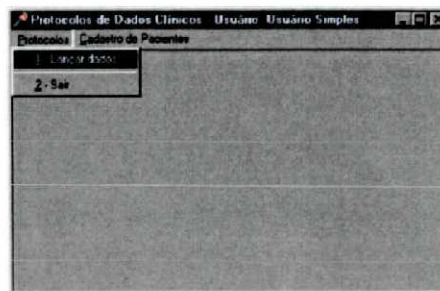 Protocolos de Dados Clínicos Usuário Usuário Simples
Protocolos Cadastro de Pacientes
1 - Lançar dados
2 - Sair